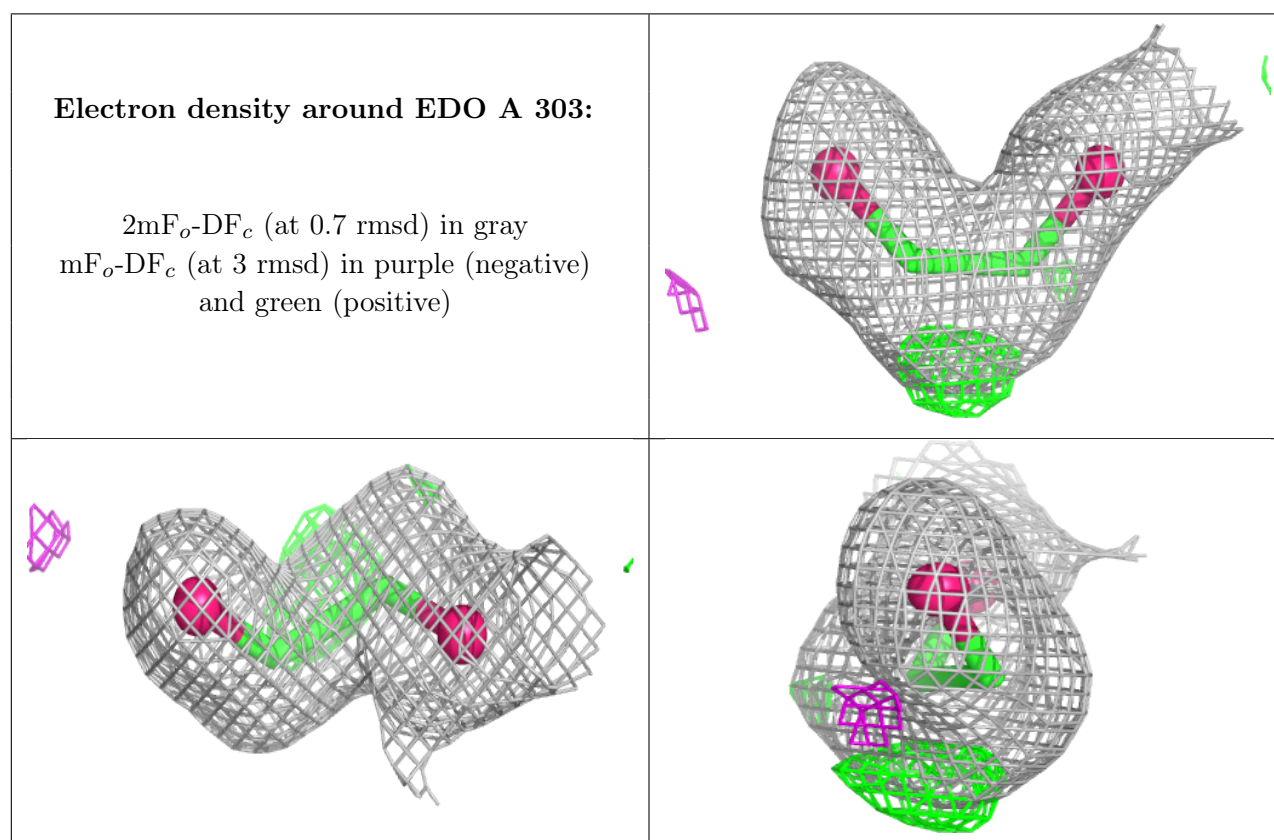 Electron density around EDO A 303:
2mFo-DFc (at 0.7 rmsd) in gray
mFo-DFc (at 3 rmsd) in purple (negative)
and green (positive)